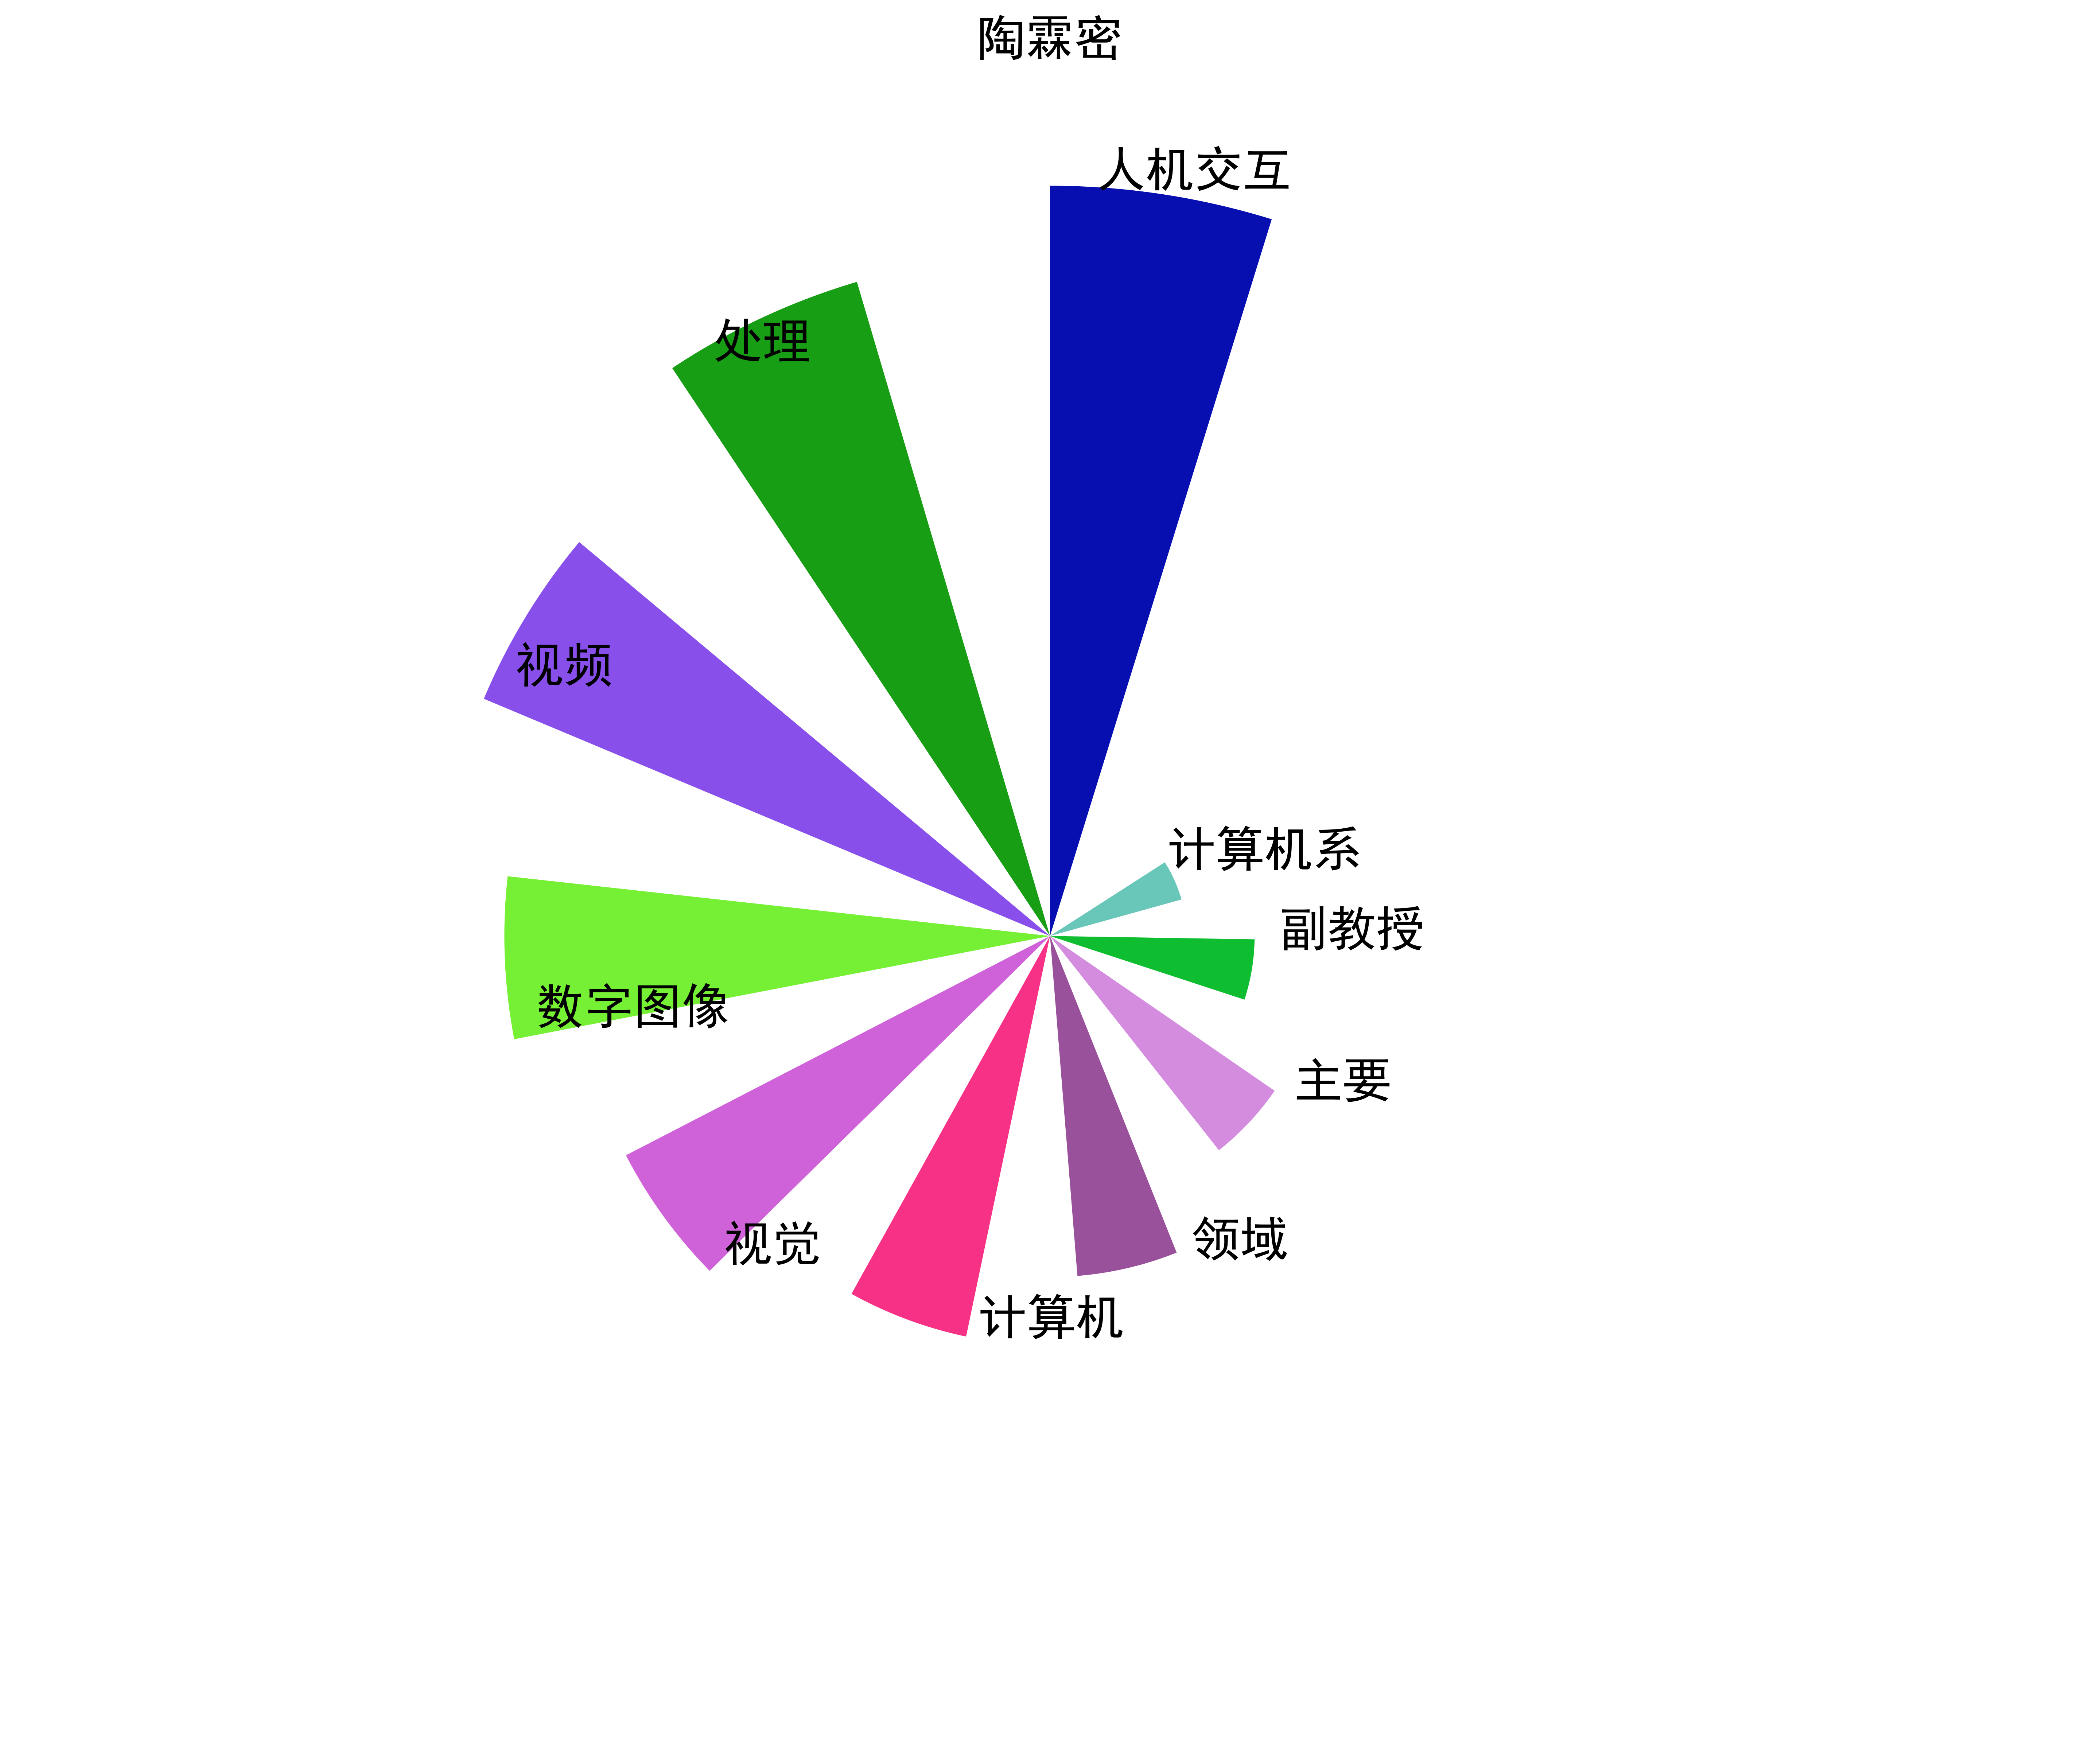 陶霖密
人机交互
处理
视频
计算机系
副教授
数字图像
主要
视觉
领域
计算机